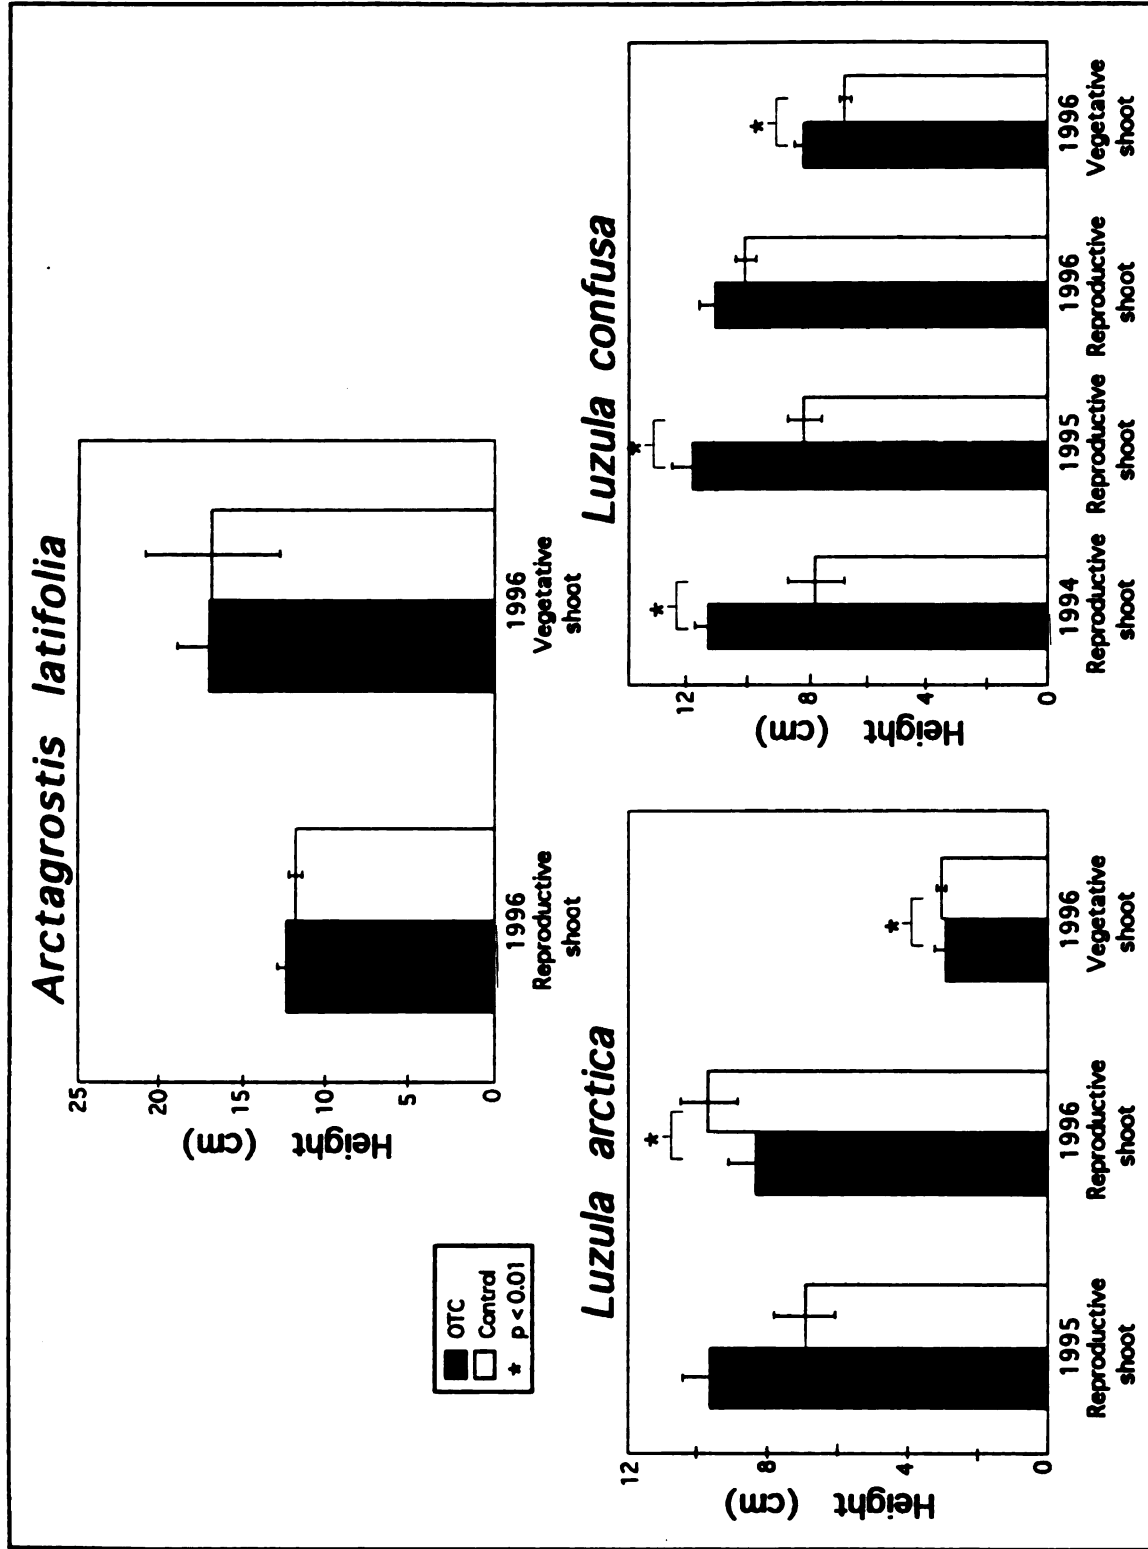 Arctagrostis latifolia
Height (cm)
25
20
15
10
5
0
1996
Reproductive
shoot
1996
Vegetative
shoot
OTC
Control
* p < 0.01
Luzula arctica
Height (cm)
12
8
4
0
1995
Reproductive
shoot
*
1996
Reproductive
shoot
*
1996
Vegetative
shoot
Luzula confusa
Height (cm)
12
8
4
0
*
1994
Reproductive
shoot
*
1995
Reproductive
shoot
1996
Reproductive
shoot
*
1996
Vegetative
shoot